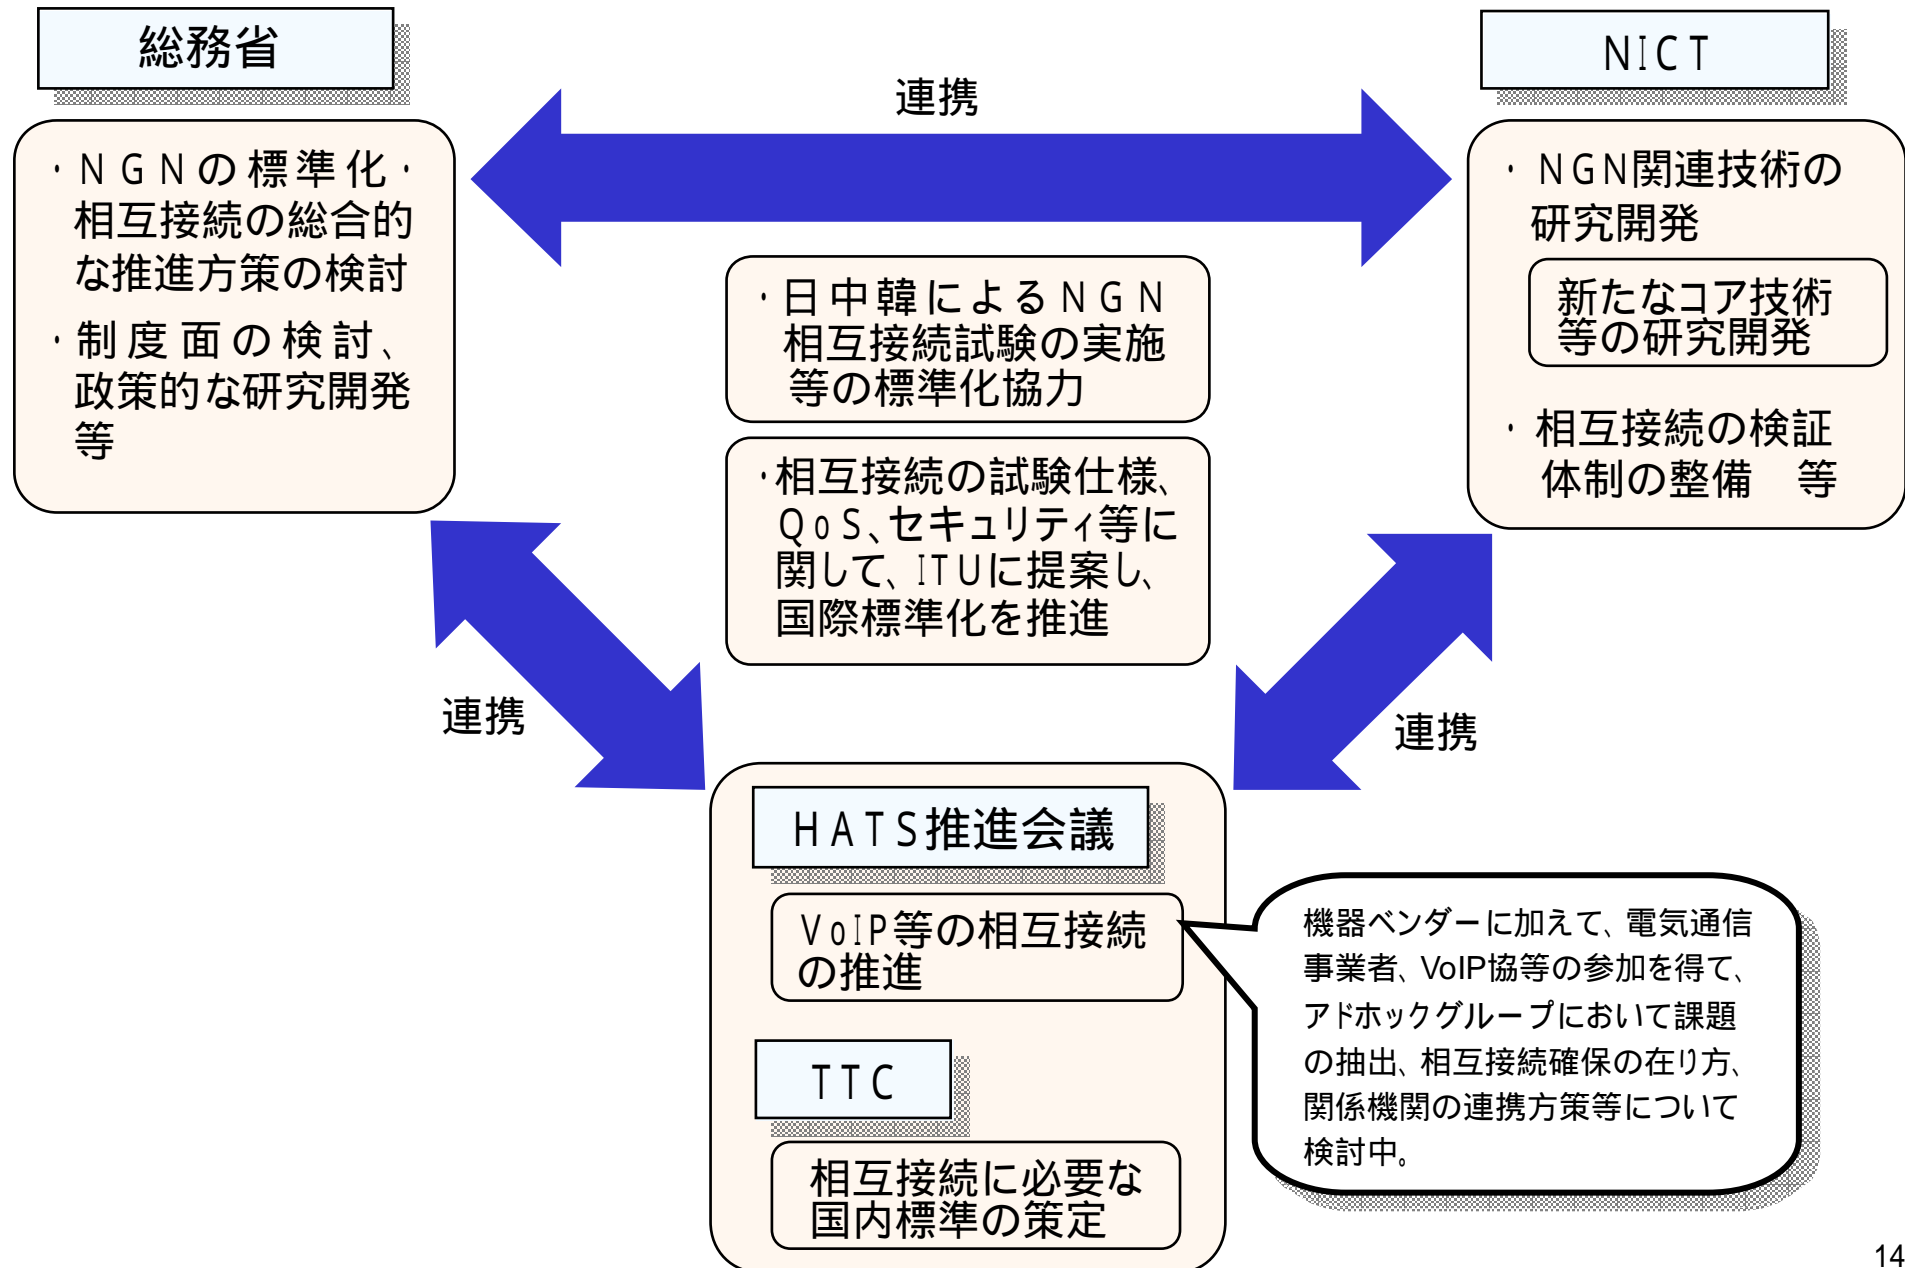 総務省
・NGNの標準化・
相互接続の総合的
な推進方策の検討
・制度面の検討、
政策的な研究開発
等
連携
NICT
・NGN関連技術の
研究開発
新たなコア技術
等の研究開発
・相互接続の検証
体制の整備　等
・日中韓によるNGN
相互接続試験の実施
等の標準化協力
・相互接続の試験仕様、
QoS、セキュリティ等に
関して、ITUに提案し、
国際標準化を推進
連携
連携
HATS推進会議
VoIP等の相互接続
の推進
TTC
相互接続に必要な
国内標準の策定
機器ベンダーに加えて、電気通信
事業者、VoIP協等の参加を得て、
アドホックグループにおいて課題
の抽出、相互接続確保の在り方、
関係機関の連携方策等について
検討中。
14